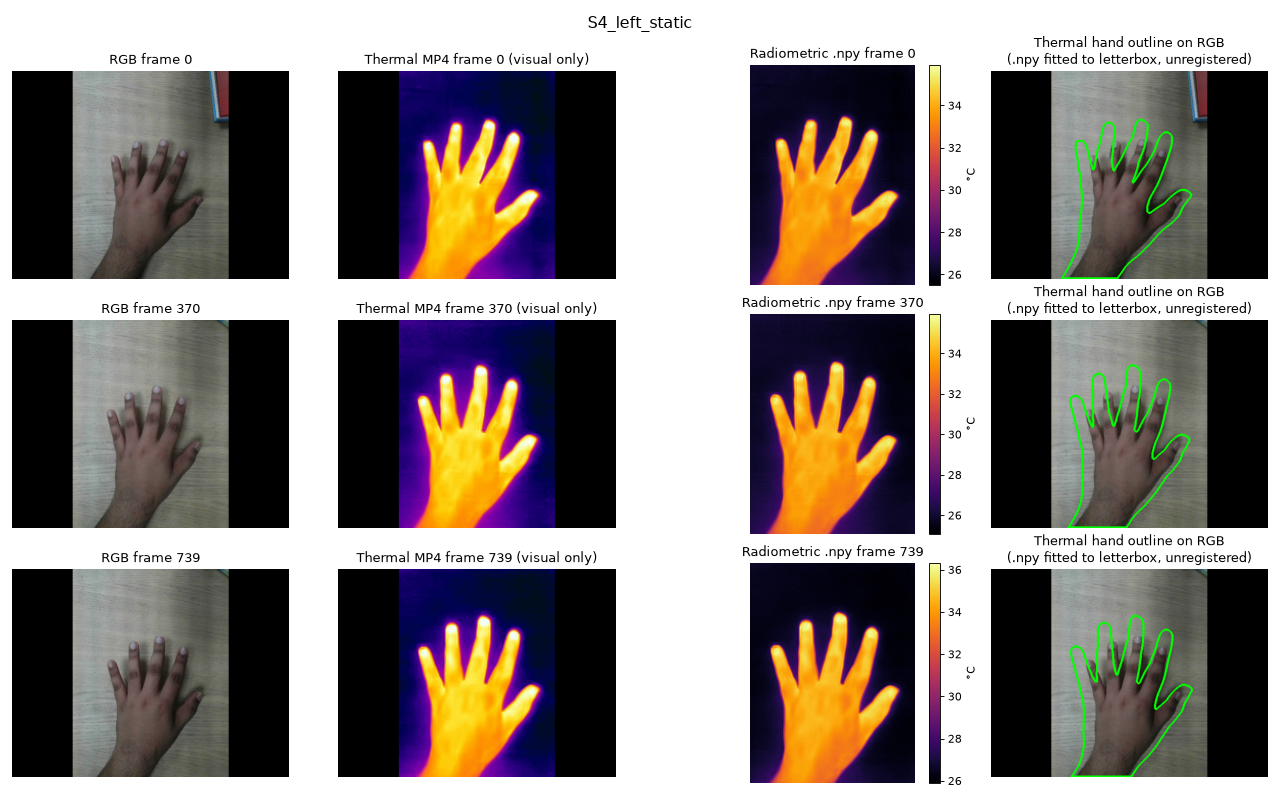 S4_left_static
RGB frame 0
Thermal MP4 frame 0 (visual only)
Radiometric .npy frame 0
Thermal hand outline on RGB
(.npy fitted to letterbox, unregistered)
34
32
30
28
26
°C
RGB frame 370
Thermal MP4 frame 370 (visual only)
Radiometric .npy frame 370
Thermal hand outline on RGB
(.npy fitted to letterbox, unregistered)
34
32
30
28
26
°C
RGB frame 739
Thermal MP4 frame 739 (visual only)
Radiometric .npy frame 739
Thermal hand outline on RGB
(.npy fitted to letterbox, unregistered)
36
34
32
30
28
26
°C